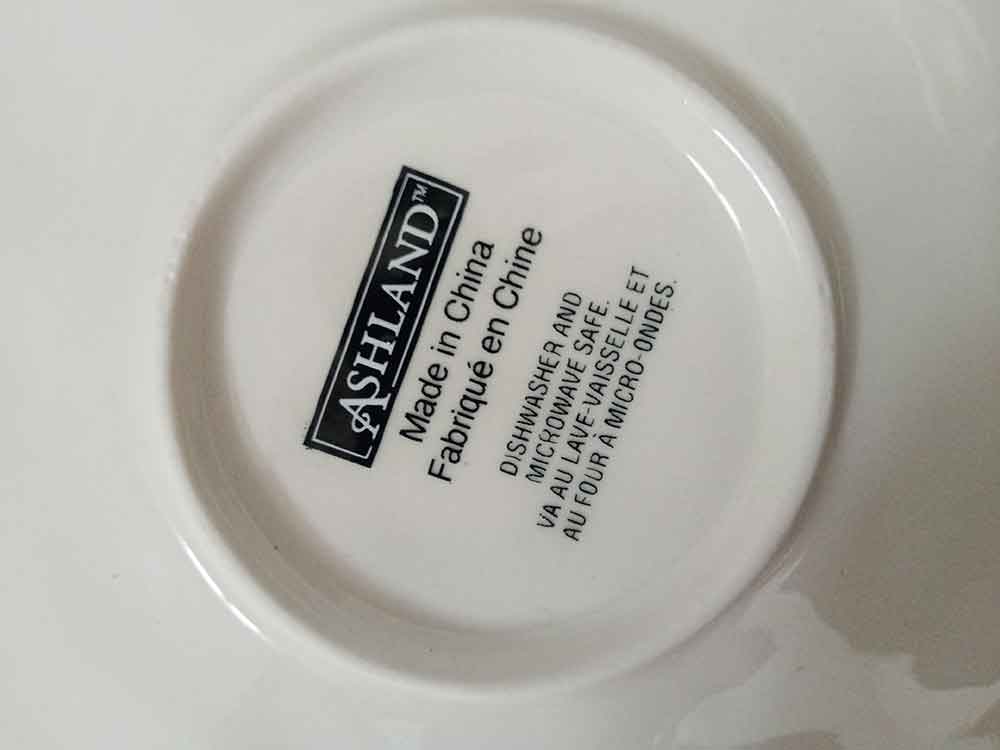 ASHLAND™
Made in China
Fabriqué en Chine
DISHWASHER AND
MICROWAVE SAFE.
VA AU LAVE-VAISSELLE ET
AU FOUR À MICRO-ONDES.